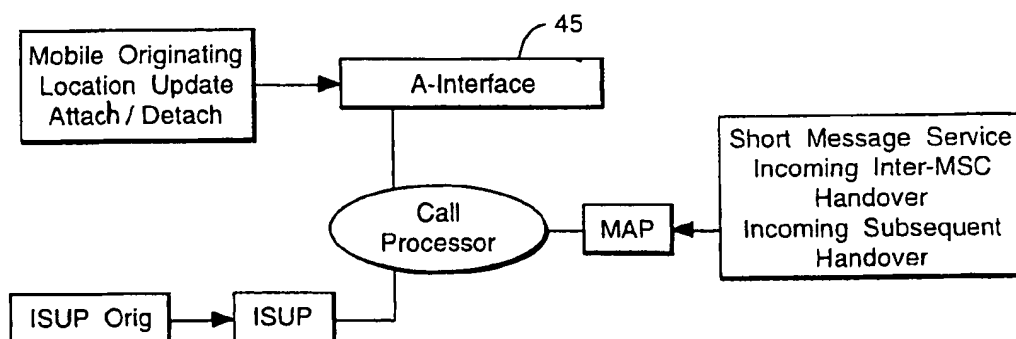 45
Mobile Originating
Location Update
Attach / Detach
A-Interface
Short Message Service
Incoming Inter-MSC
Handover
Incoming Subsequent
Handover
Call
Processor
MAP
ISUP Orig
ISUP